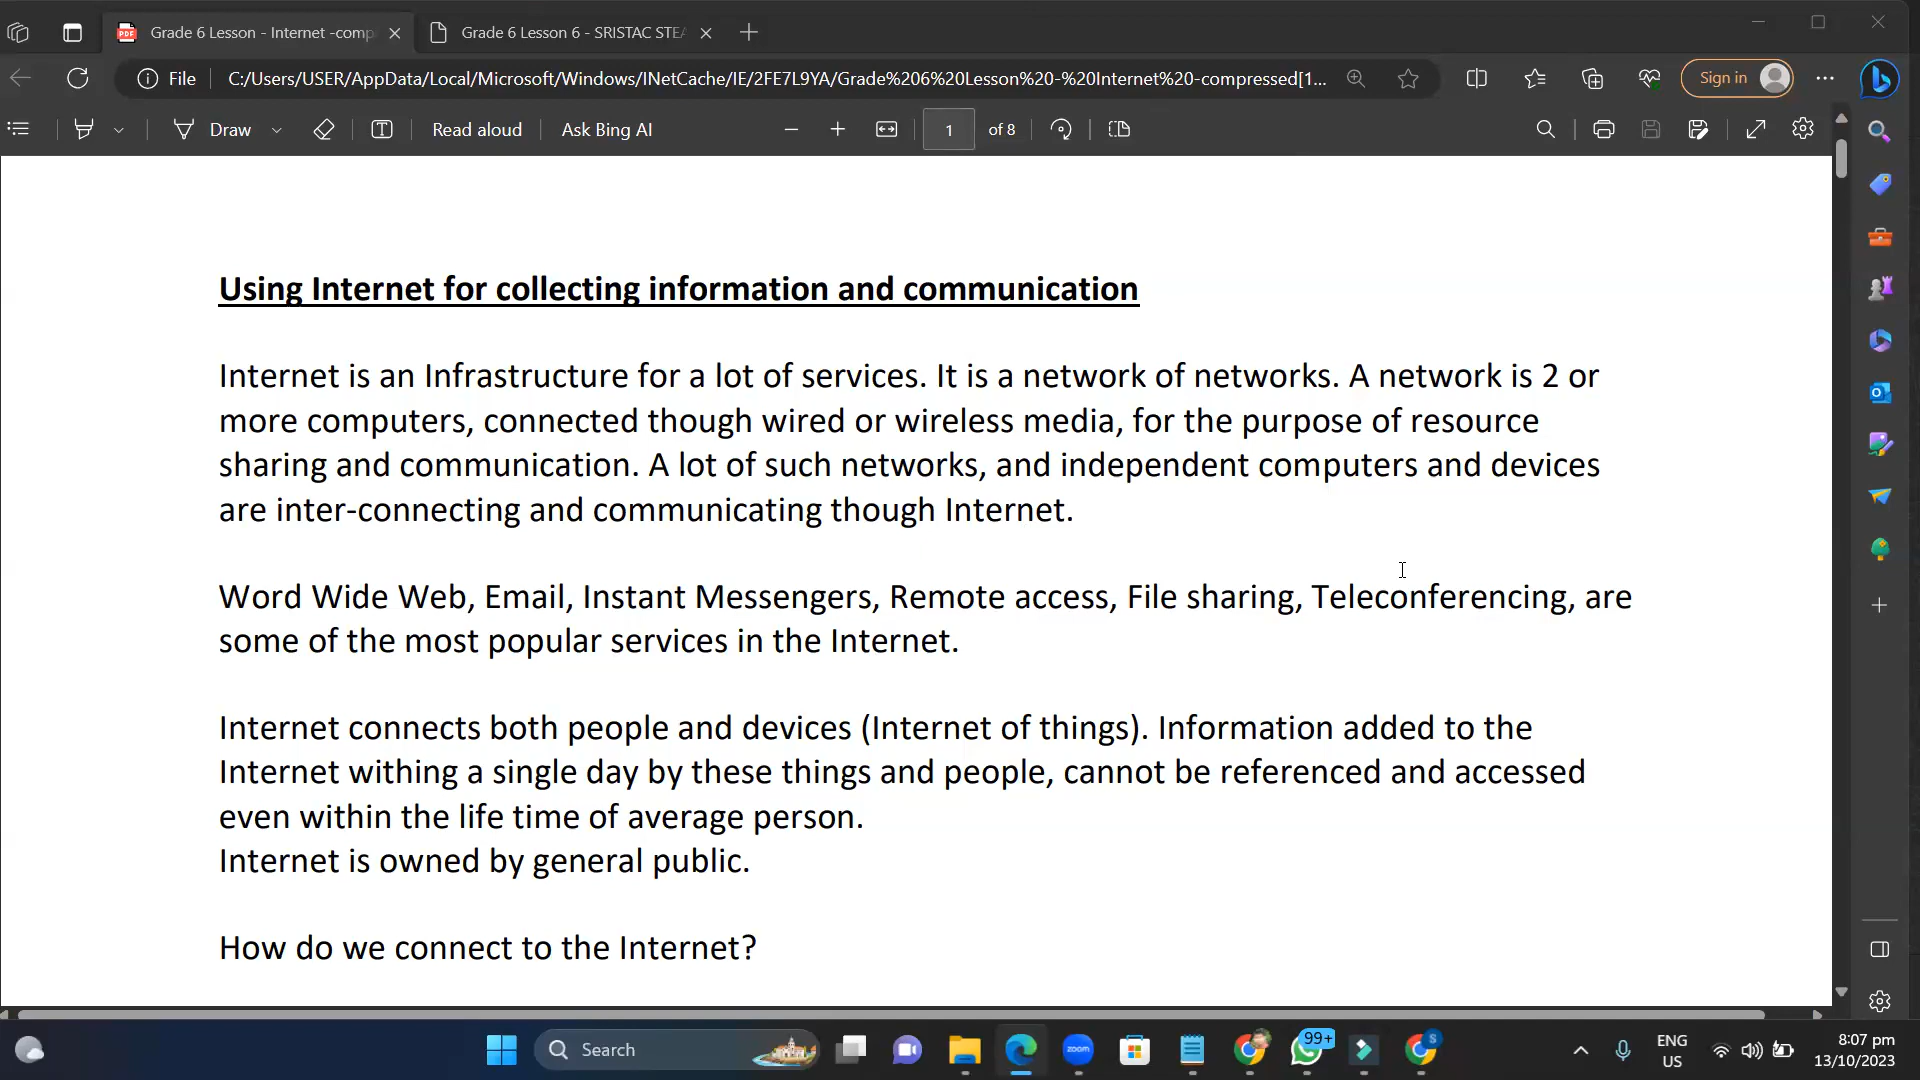 Grade 6 Lesson - Internet -comp
Grade 6 Lesson 6 - SRISTAC STEA
File
C:/Users/USER/AppData/Local/Microsoft/Windows/INetCache/IE/2FE7L9YA/Grade%206%20Lesson%20-%20Internet%20-compressed[1...
Sign in
Draw
Read aloud
Ask Bing AI
1 of 8
Using Internet for collecting information and communication
Internet is an Infrastructure for a lot of services. It is a network of networks. A network is 2 or
more computers, connected though wired or wireless media, for the purpose of resource
sharing and communication. A lot of such networks, and independent computers and devices
are inter-connecting and communicating though Internet.
Word Wide Web, Email, Instant Messengers, Remote access, File sharing, Teleconferencing, are
some of the most popular services in the Internet.
Internet connects both people and devices (Internet of things). Information added to the
Internet withing a single day by these things and people, cannot be referenced and accessed
even within the life time of average person.
Internet is owned by general public.
How do we connect to the Internet?
Search
zoom
99+
S
ENG
US
8:07 pm
13/10/2023